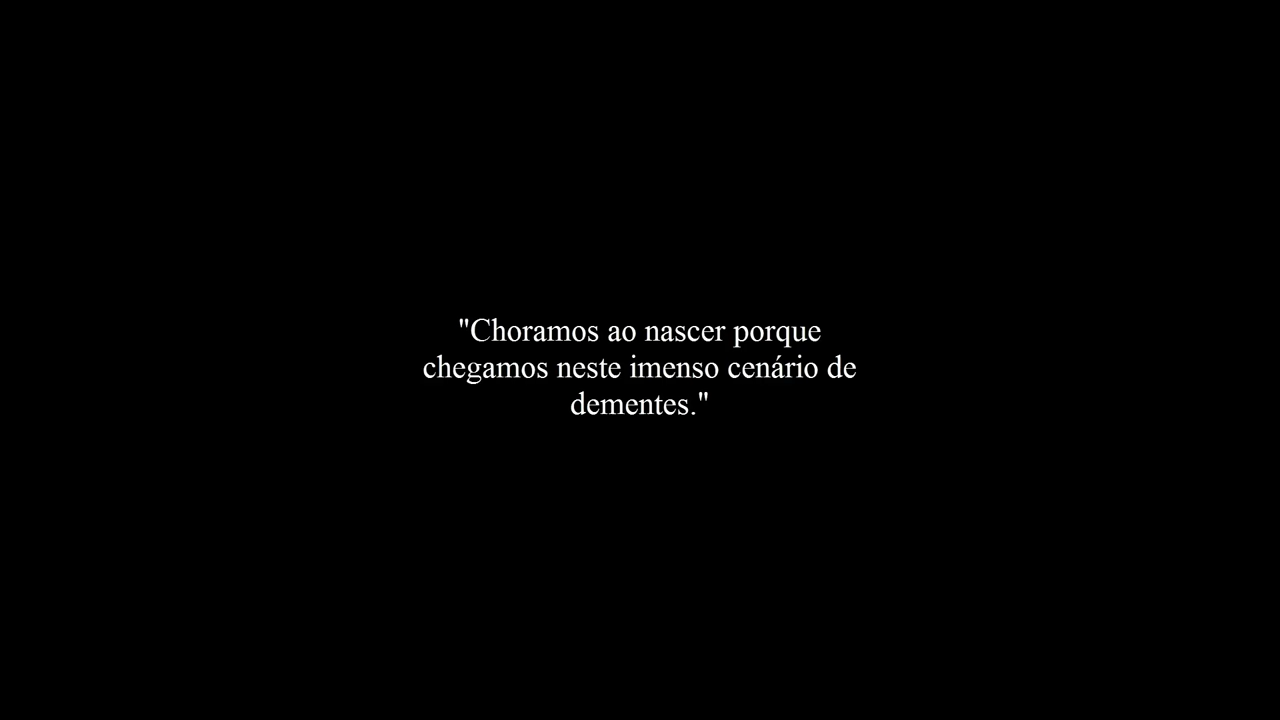 "Choramos ao nascer porque
chegamos neste imenso cenário de
dementes."